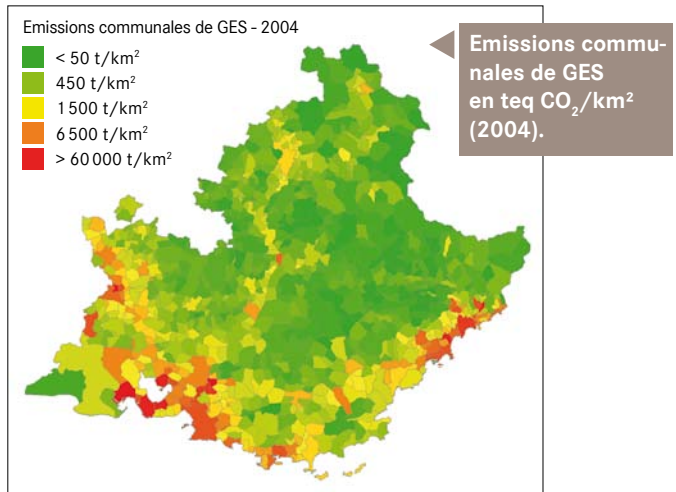 Emissions communales de GES - 2004
< 50 t/km²
450 t/km²
1 500 t/km²
6 500 t/km²
> 60 000 t/km²
Emissions commu-
nales de GES
en teq CO₂/km²
(2004).